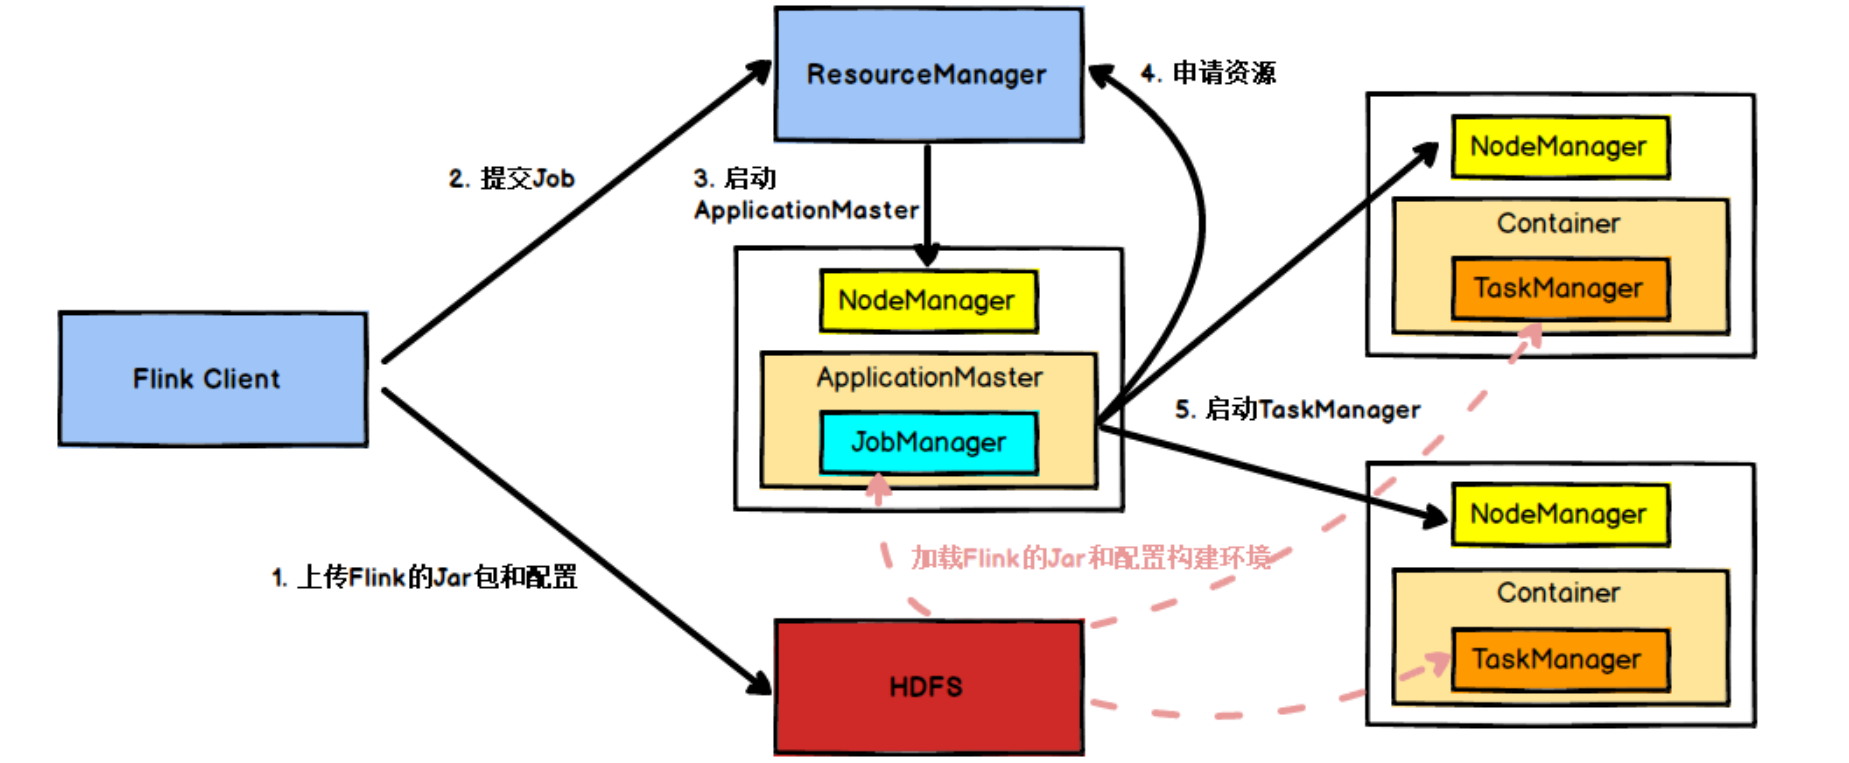 ResourceManager
4. 申请资源
NodeManager
2. 提交Job
3. 启动
ApplicationMaster
Container
TaskManager
NodeManager
Flink Client
ApplicationMaster
JobManager
5. 启动TaskManager
NodeManager
加载Flink的Jar和配置构建环境
1. 上传Flink的Jar包和配置
Container
TaskManager
HDFS